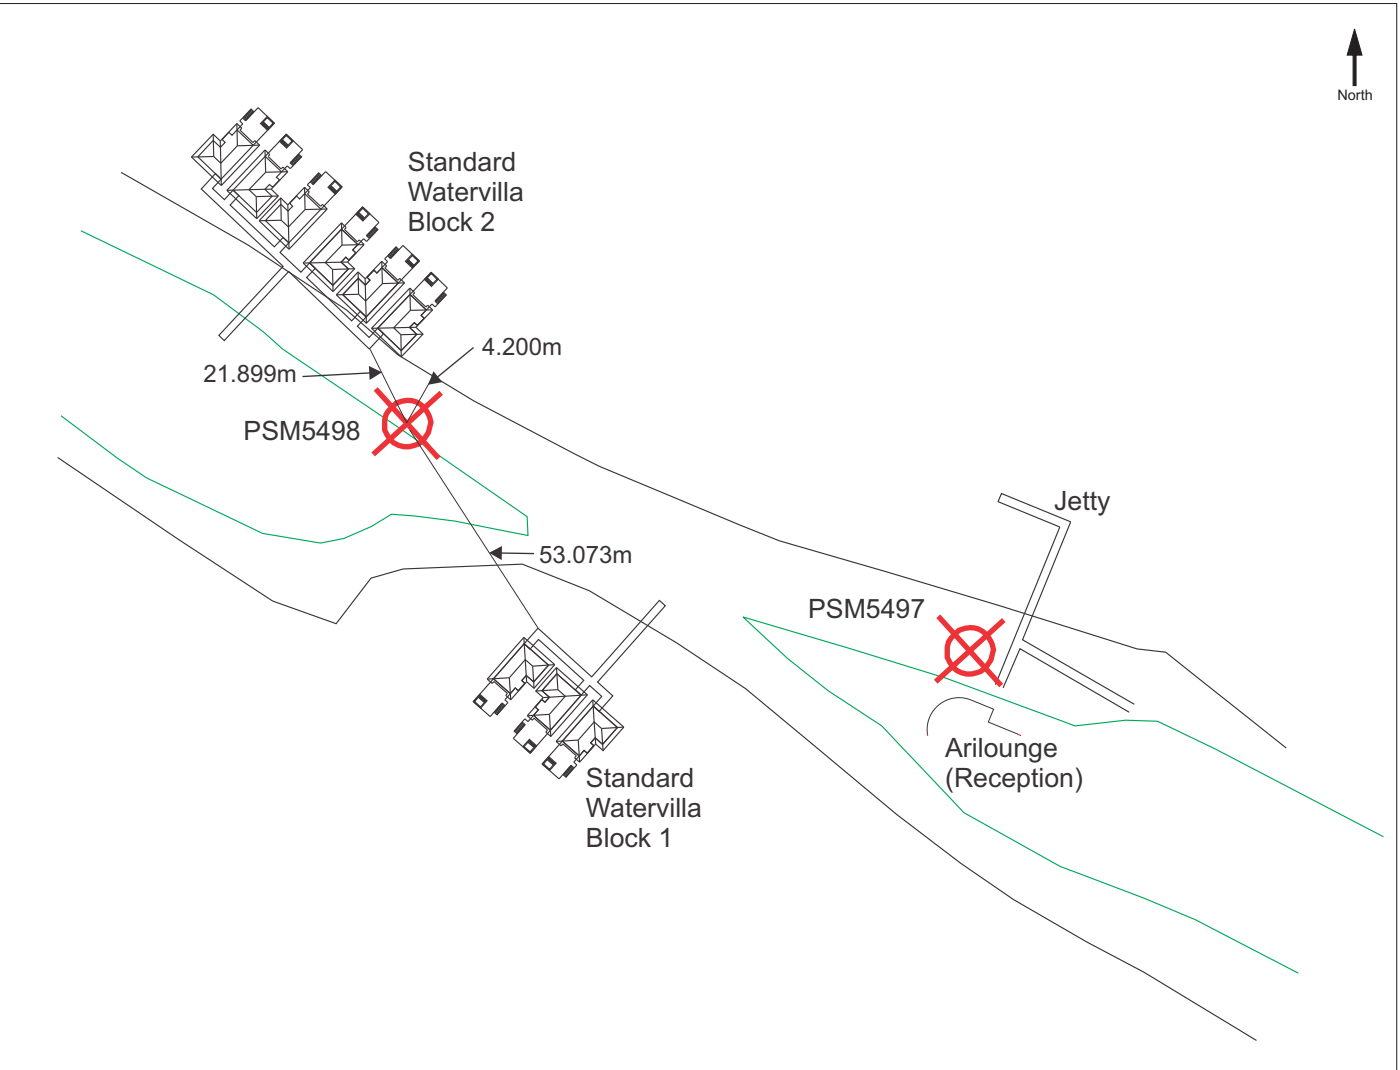 North
Standard
Watervilla
Block 2
4.200m
21.899m
PSM5498
Jetty
53.073m
PSM5497
Arilounge
(Reception)
Standard
Watervilla
Block 1